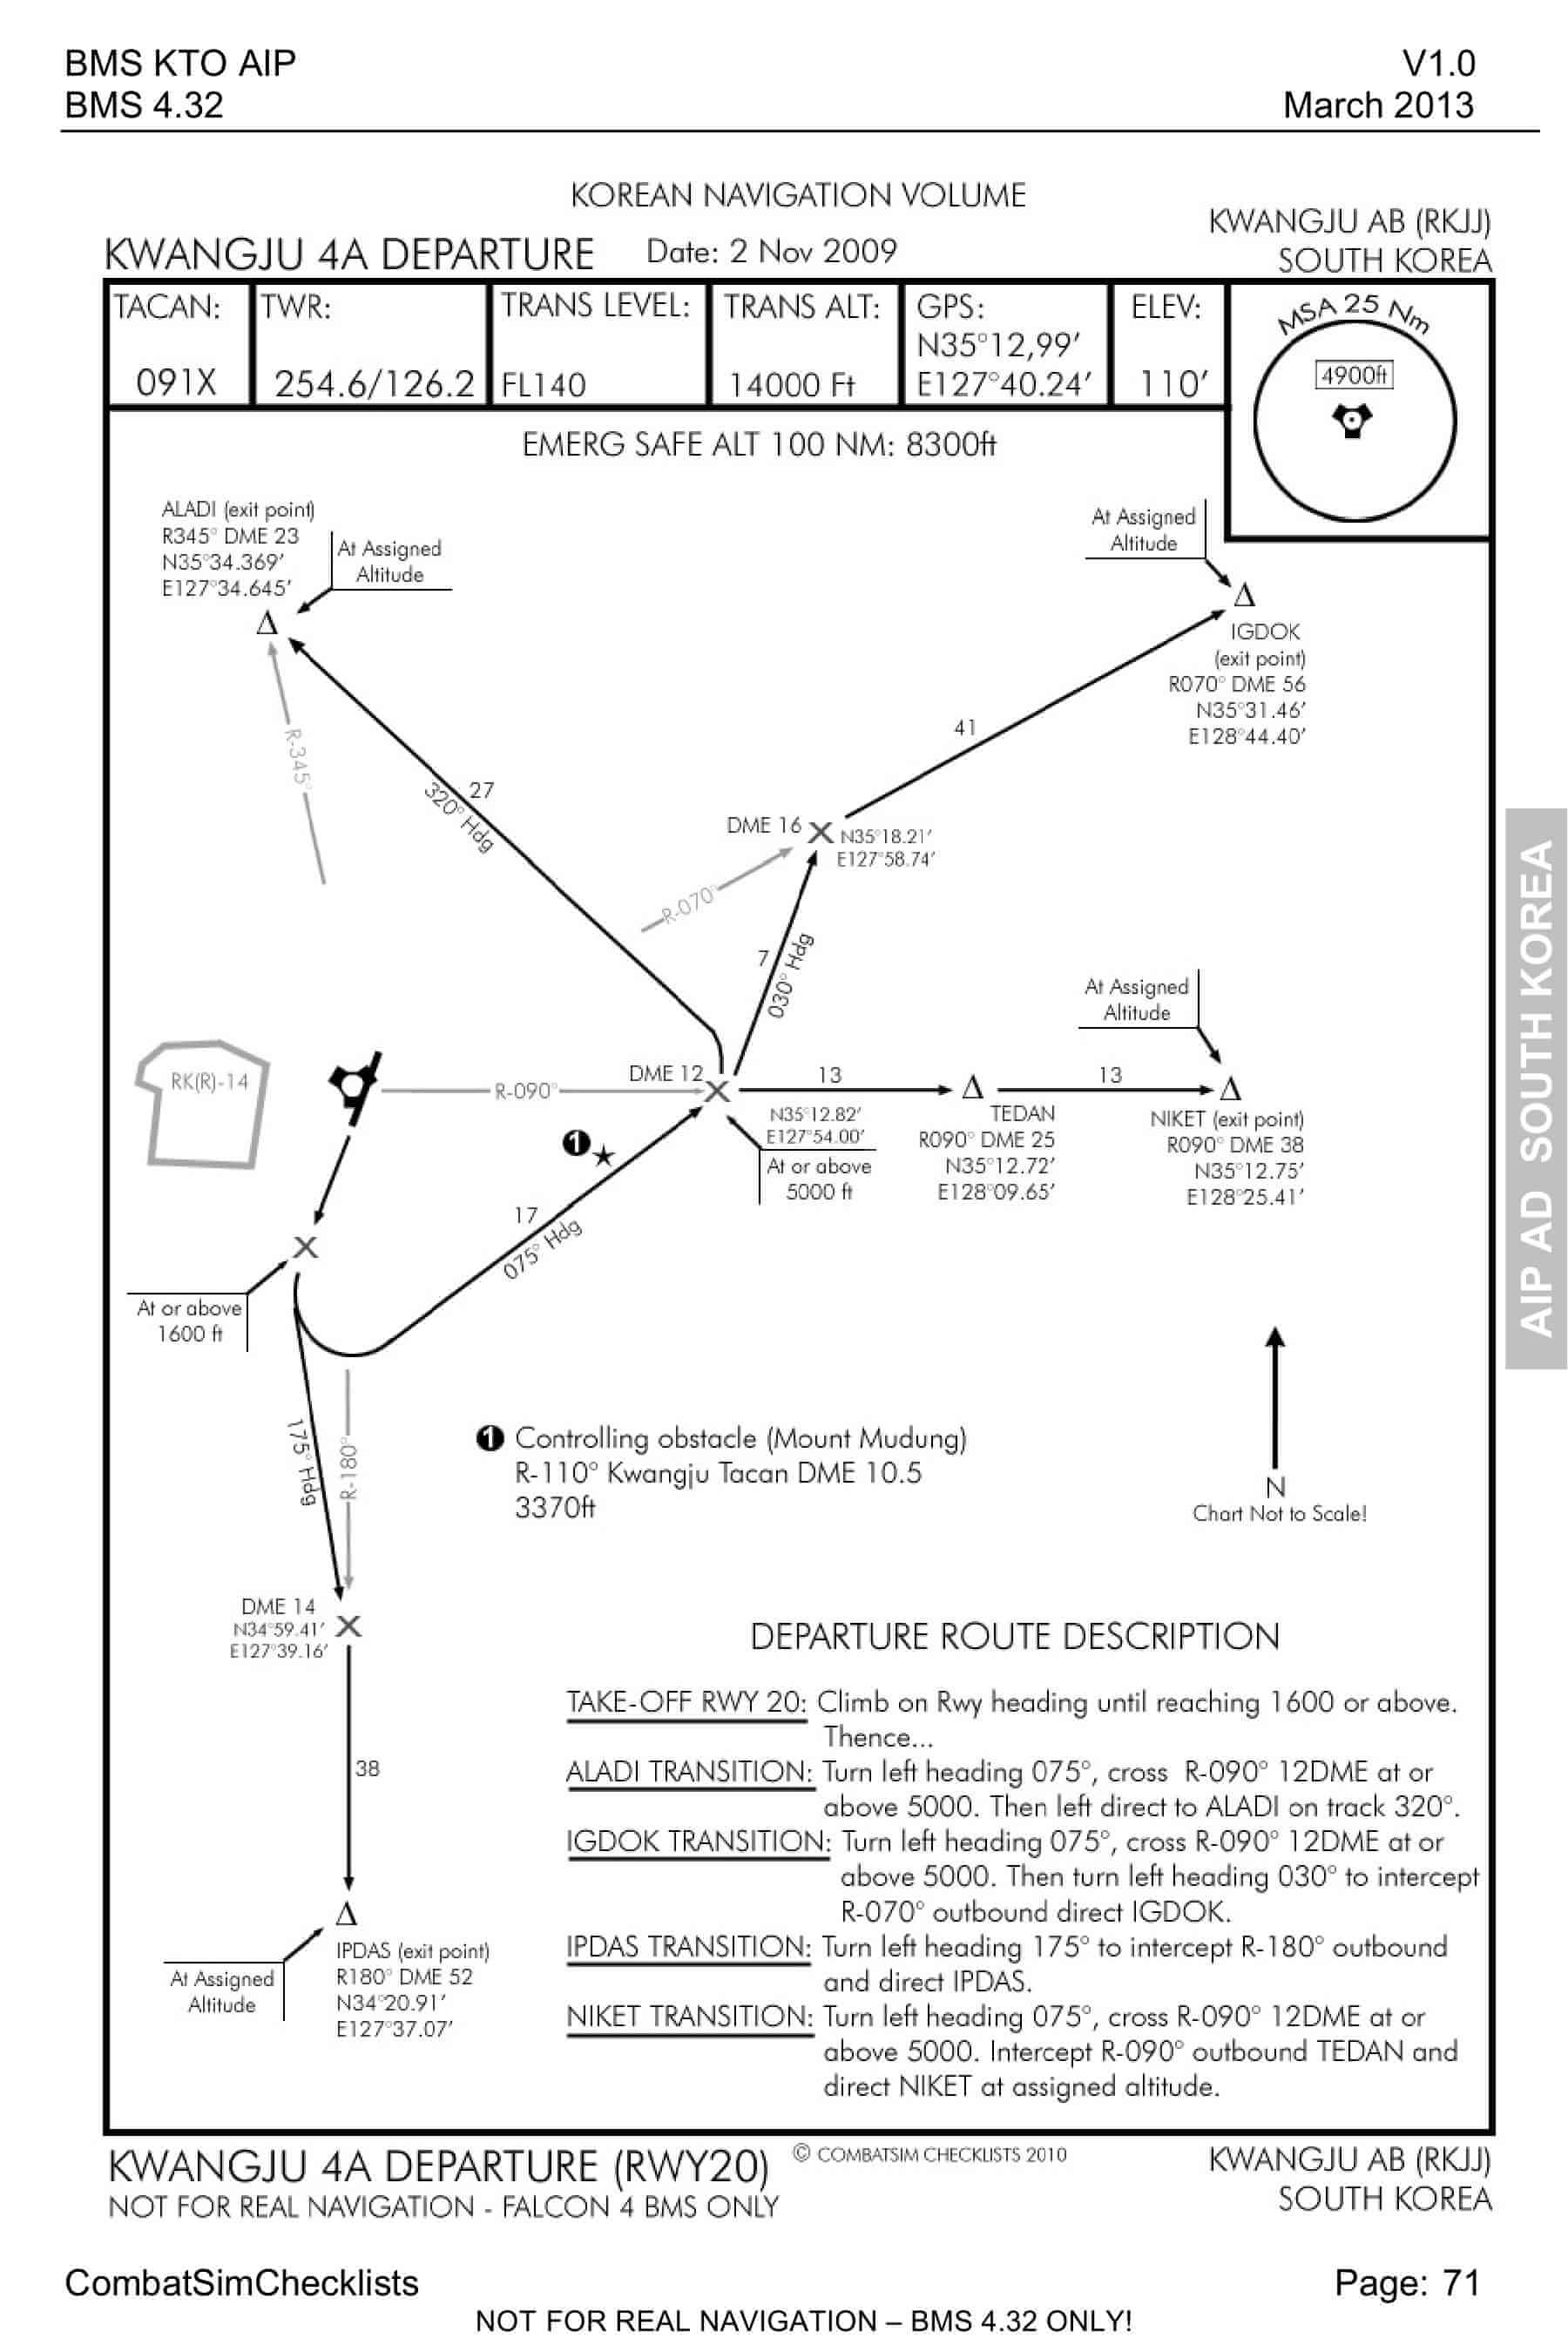 BMS KTO AIP
V1.0
BMS 4.32
March 2013
KOREAN NAVIGATION VOLUME
KWANGJU AB (RKJJ)
KWANGJU 4A DEPARTURE
Date: 2 Nov 2009
SOUTH KOREA
TACAN:
091X
TWR:
254.6/126.2
TRANS LEVEL:
FL140
TRANS ALT:
14000 Ft
GPS:
N35°12,99’
E127°40.24’
ELEV:
110’
MSA 25 Nm
4900ft
EMERG SAFE ALT 100 NM: 8300ft
ALADI (exit point)
R345° DME 23
N35°34.369’
E127°34.645’
At Assigned
Altitude
At Assigned
Altitude
Δ
Δ
IGDOK
(exit point)
R070° DME 56
N35°31.46’
E128°44.40’
R-345°
41
27
320° Hdg
DME 16
X
N35°18.21’
E127°58.74’
R-070°
7
030° Hdg
At Assigned
Altitude
RK(R)-14
R-090°
DME 12
X
13
Δ
13
Δ
N35°12.82’
E127°54.00’
At or above
5000 ft
TEDAN
R090° DME 25
N35°12.72’
E128°09.65’
NIKET (exit point)
R090° DME 38
N35°12.75’
E128°25.41’
1
17
075° Hdg
X
At or above
1600 ft
175° Hdg
R-180°
1 Controlling obstacle (Mount Mudung)
R-110° Kwangju Tacan DME 10.5
3370ft
N
Chart Not to Scale!
DME 14
N34°59.41’
E127°39.16’
X
38
Δ
At Assigned
Altitude
IPDAS (exit point)
R180° DME 52
N34°20.91’
E127°37.07’
DEPARTURE ROUTE DESCRIPTION
TAKE-OFF RWY 20: Climb on Rwy heading until reaching 1600 or above.
Thence...
ALADI TRANSITION: Turn left heading 075°, cross R-090° 12DME at or
above 5000. Then left direct to ALADI on track 320°.
IGDOK TRANSITION: Turn left heading 075°, cross R-090° 12DME at or
above 5000. Then turn left heading 030° to intercept
R-070° outbound direct IGDOK.
IPDAS TRANSITION: Turn left heading 175° to intercept R-180° outbound
and direct IPDAS.
NIKET TRANSITION: Turn left heading 075°, cross R-090° 12DME at or
above 5000. Intercept R-090° outbound TEDAN and
direct NIKET at assigned altitude.
AIP AD SOUTH KOREA
KWANGJU 4A DEPARTURE (RWY20)
© COMBATSIM CHECKLISTS 2010
KWANGJU AB (RKJJ)
NOT FOR REAL NAVIGATION - FALCON 4 BMS ONLY
SOUTH KOREA
CombatSimChecklists
Page: 71
NOT FOR REAL NAVIGATION – BMS 4.32 ONLY!